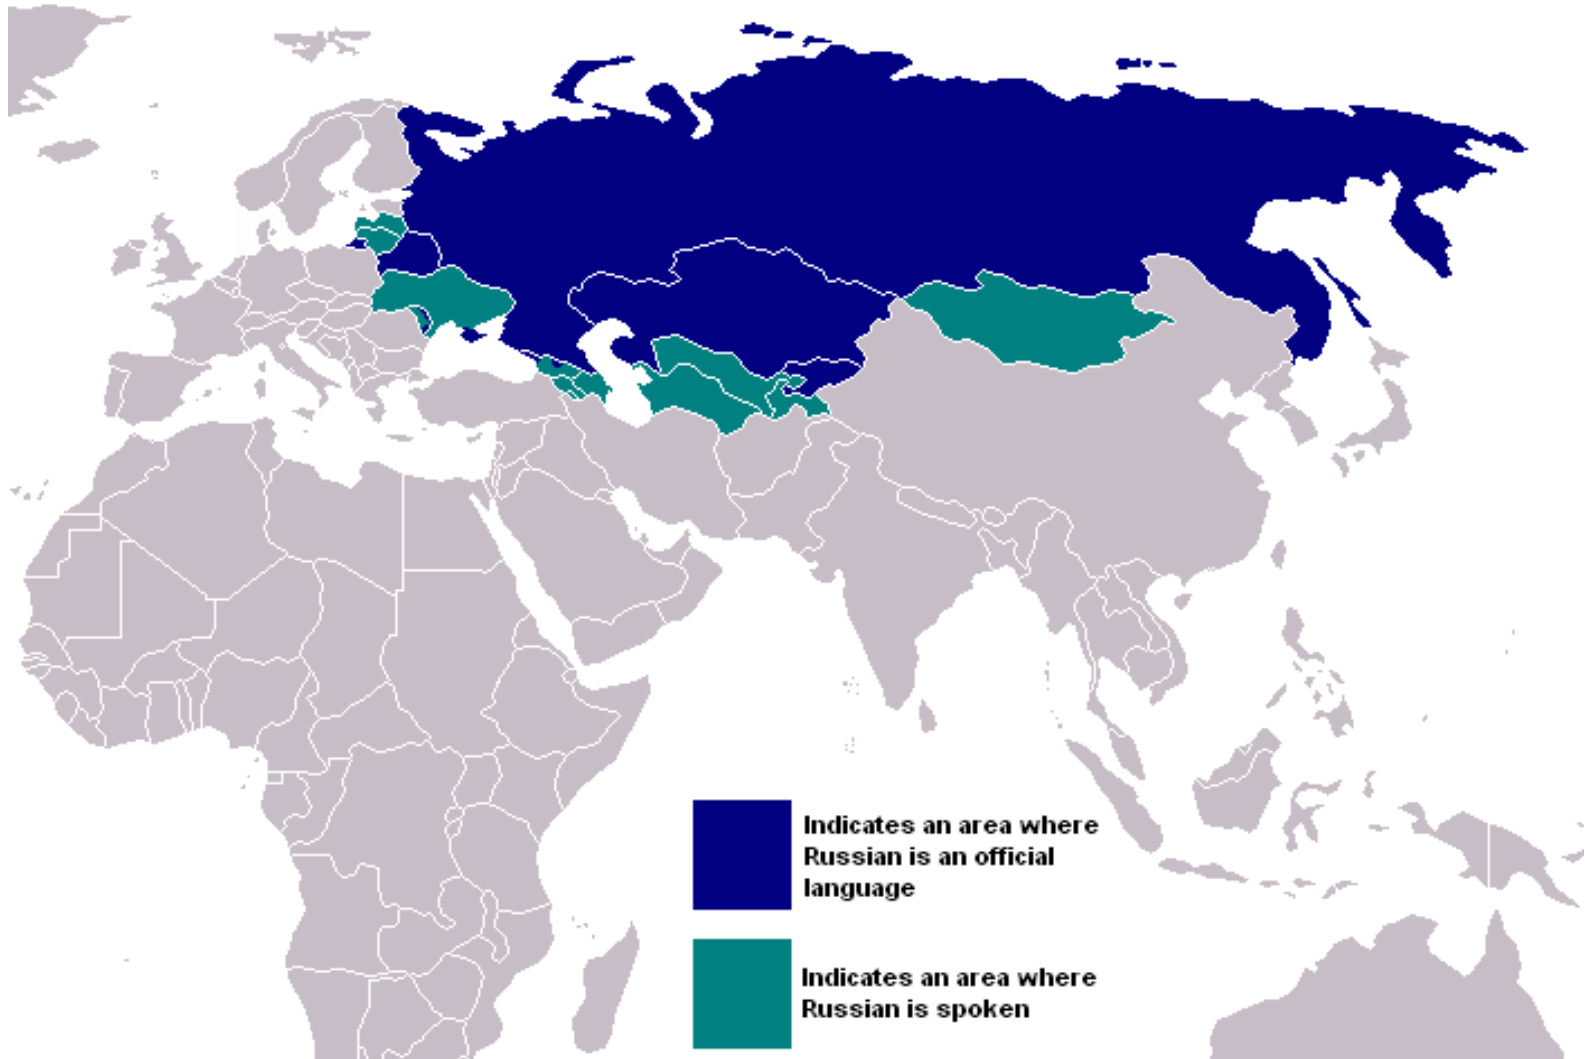 Indicates an area where
Russian is an official
language
Indicates an area where
Russian is spoken